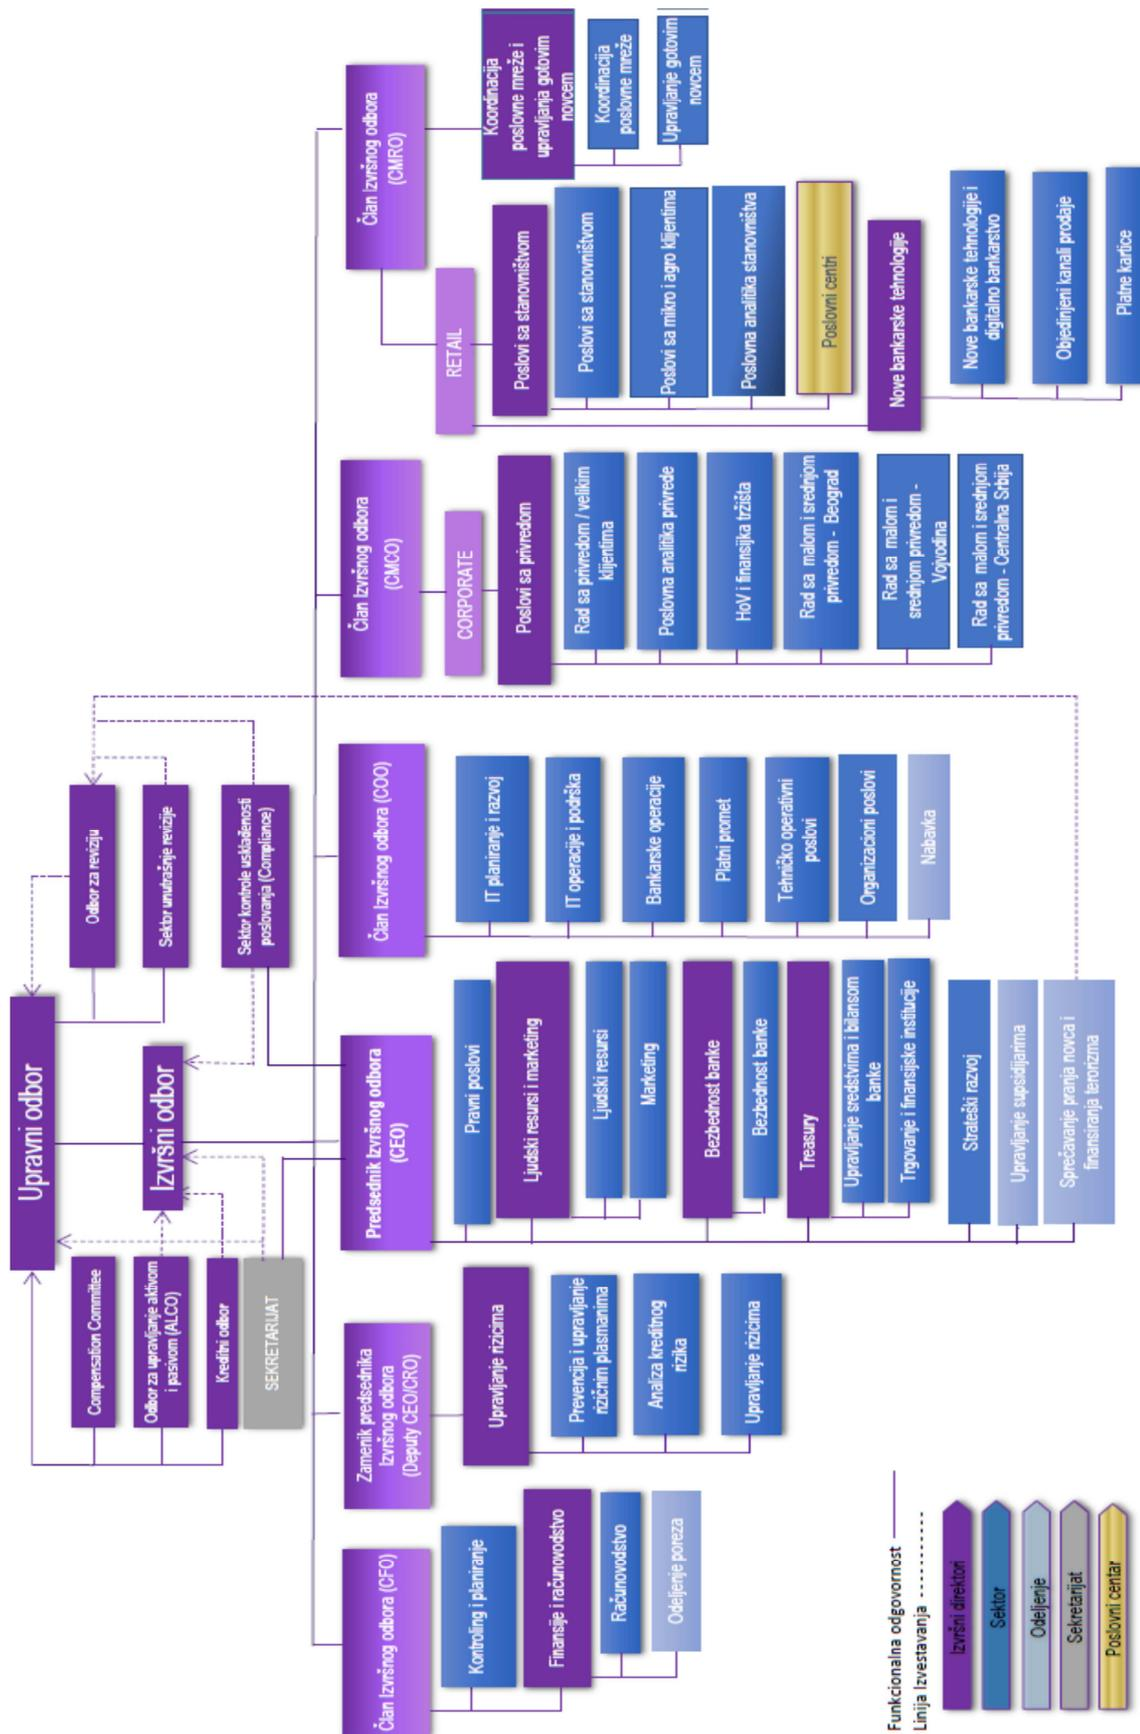 Upravni odbor
Izvršni odbor
Compensation Committee
Odbor za upravljanje aktivom
i pasivom (ALCO)
Kreditni odbor
SEKRETARIJAT
Odbor za reviziju
Sektor unutrašnje revizije
Sektor kontrole usklađenosti
poslovanja (Compliance)
Član Izvršnog odbora (CFO)
Kontroling i planiranje
Finansije i računovodstvo
Računovodstvo
Odeljenje poreza
Zamenik predsednika
Izvršnog odbora
(Deputy CEO/CRO)
Upravljanje rizicima
Prevencija i upravljanje
rizičnim plasmanima
Analiza kreditnog
rizika
Upravljanje rizicima
Predsednik Izvršnog odbora
(CEO)
Pravni poslovi
Ljudski resursi i marketing
Ljudski resursi
Marketing
Bezbednost banke
Bezbednost banke
Treasury
Upravljanje sredstvima i bilansom
banke
Trgovanje i finansijske institucije
Strateški razvoj
Upravljanje supsidijarima
Sprečavanje pranja novca i
finansiranja terorizma
Član Izvršnog odbora (COO)
IT planiranje i razvoj
IT operacije i podrška
Bankarske operacije
Platni promet
Tehničko operativni
poslovi
Organizacioni poslovi
Nabavka
Član Izvršnog odbora
(CMCO)
CORPORATE
Poslovi sa privredom
Rad sa privredom / velikim
klijentima
Poslovna analitika privrede
HoV i finansijka tržišta
Rad sa malom i srednjom
privredom - Beograd
Rad sa malom i
srednjom privredom -
Vojvodina
Rad sa malom i srednjom
privredom - Centralna Srbija
Član Izvršnog odbora
(CMRO)
RETAIL
Poslovi sa stanovništvom
Poslovi sa stanovništvom
Poslovi sa mikro i agro klijentima
Poslovna analitika stanovništva
Poslovni centri
Nove bankarske tehnologije
Nove bankarske tehnologije i
digitalno bankarstvo
Objedinjeni kanali prodaje
Platne kartice
Koordinacija
poslovne mreže i
upravljanja gotovim
novcem
Koordinacija
poslovne mreže
Upravljanje gotovim
novcem
Funkcionalna odgovornost
Linija Izvestavanja
Izvršni direktori
Sektor
Odeljenje
Sekretarijat
Poslovni centar